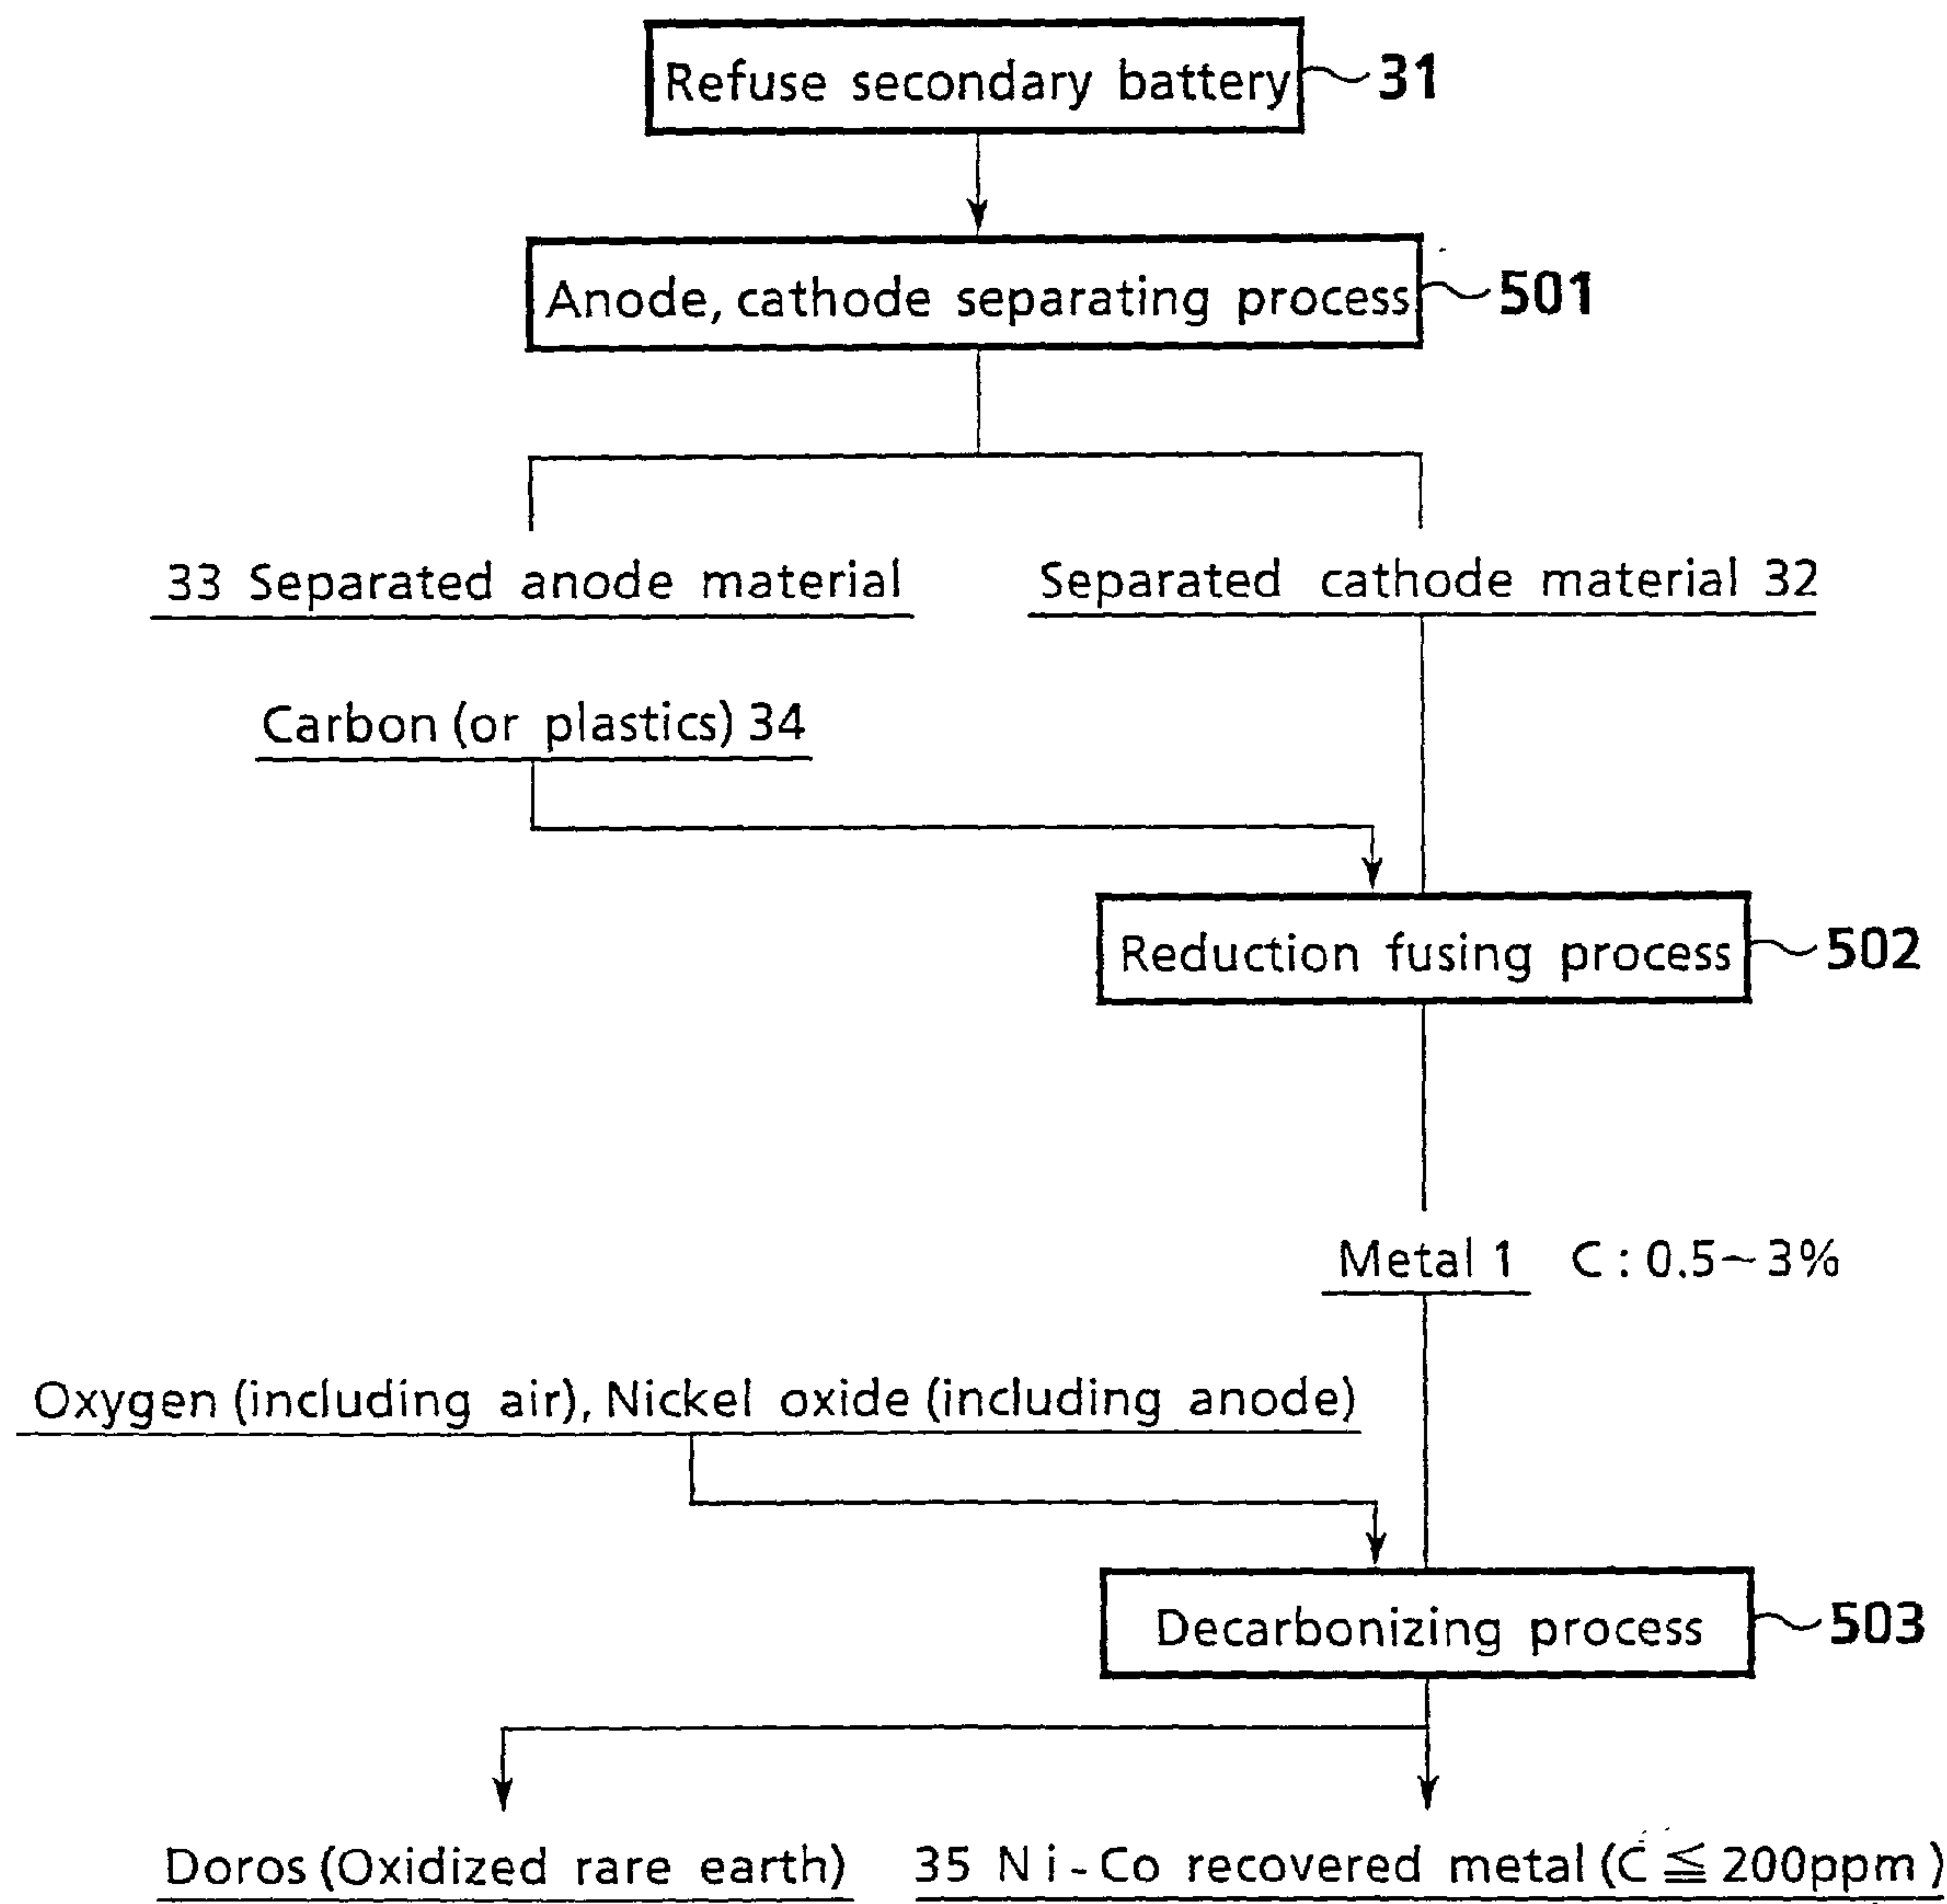 Refuse secondary battery 31
Anode, cathode separating process 501
33 Separated anode material
Separated cathode material 32
Carbon (or plastics) 34
Reduction fusing process 502
Metal 1 C : 0.5~3%
Oxygen (including air), Nickel oxide (including anode)
Decarbonizing process 503
Doros (Oxidized rare earth)
35 Ni-Co recovered metal (C ≦ 200ppm)